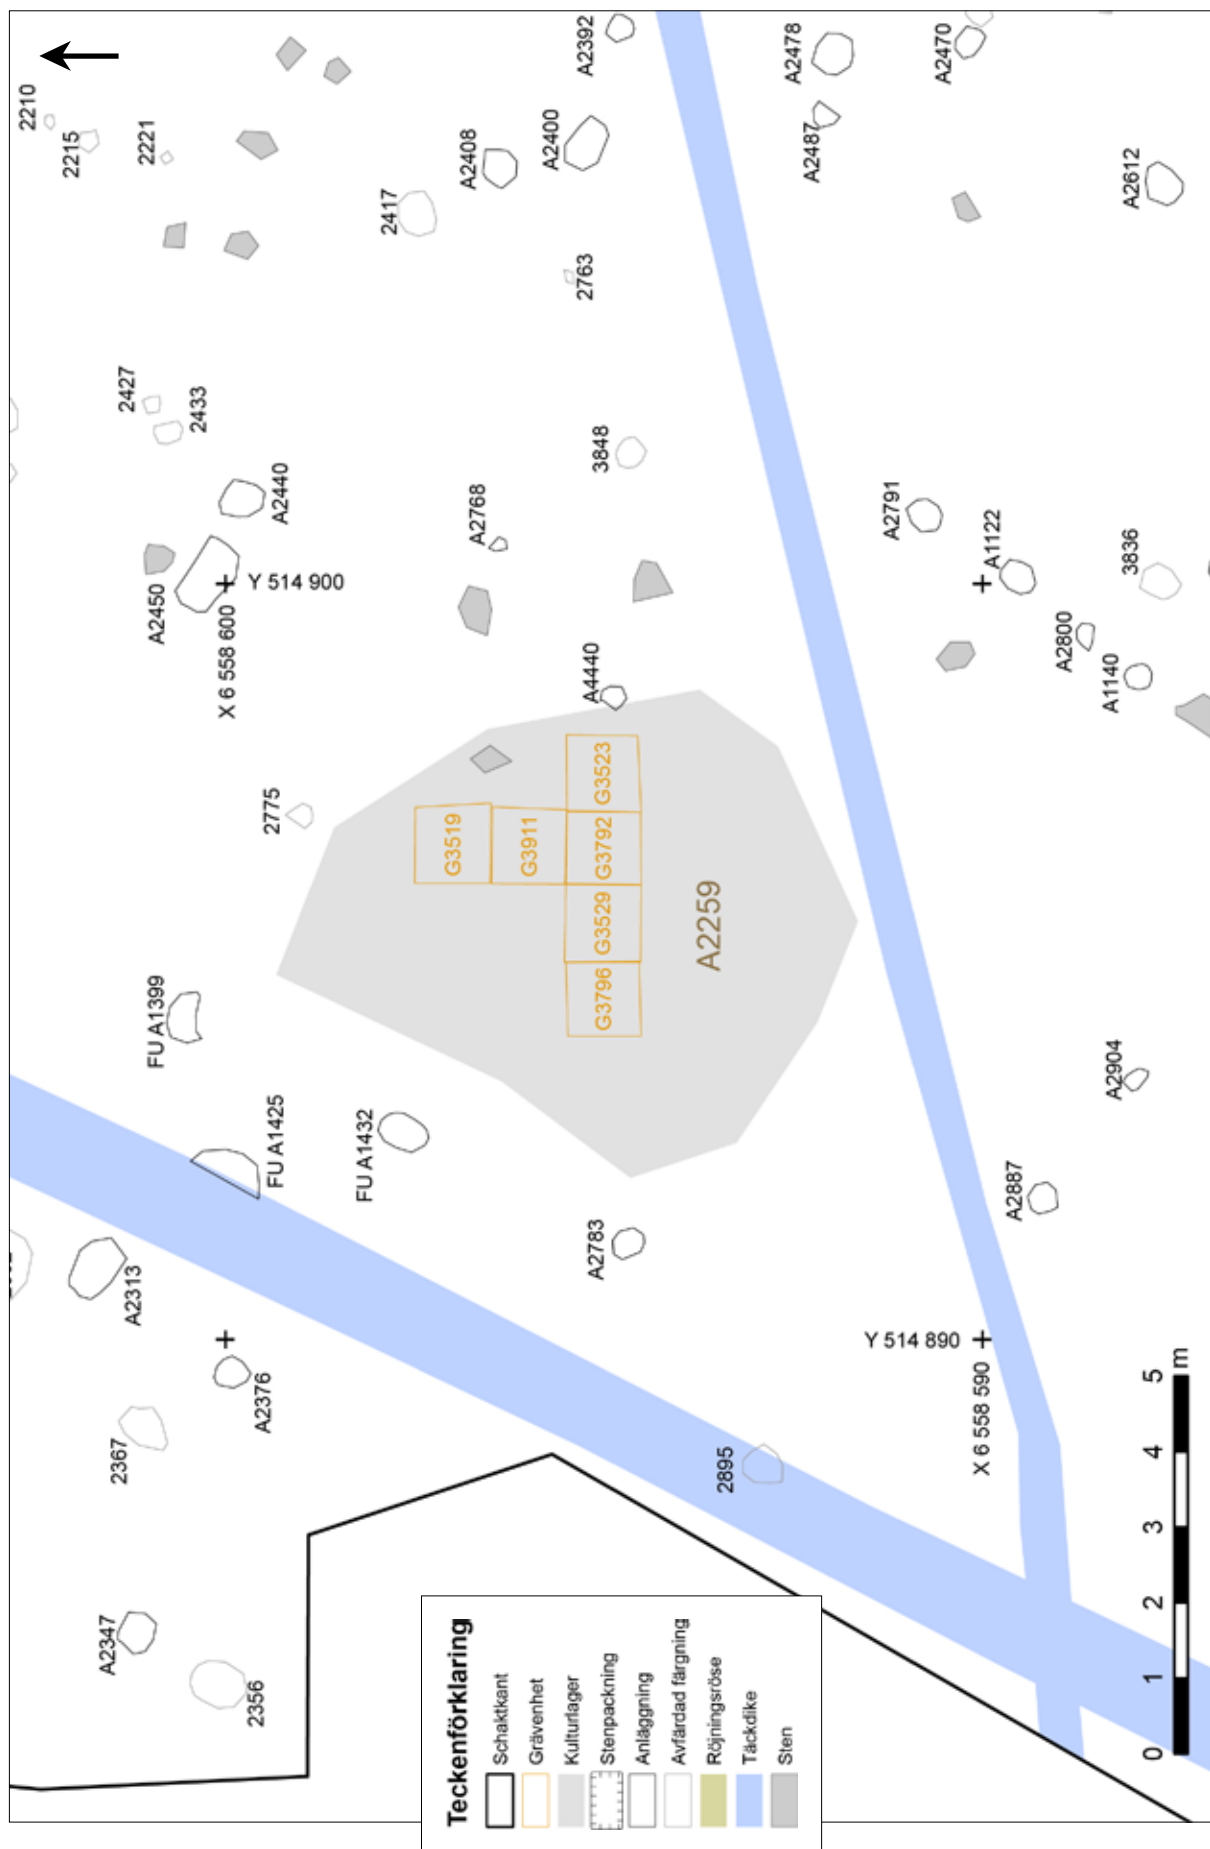 2210
2215
2221
A2392
A2478
A2470
A2487
A2400
A2408
2417
A2612
2763
2427
2433
A2440
3848
A2768
A2791
A1122
3836
A2450
Y 514 900
X 6 558 600
A2800
A1140
A4440
2775
G3519
G3911
G3523
G3792
G3529
G3796
A2259
FU A1399
FU A1425
FU A1432
A2904
A2887
A2783
A2313
A2376
2367
Y 514 890
X 6 558 590
2895
A2347
2356
0 1 2 3 4 5 m
Teckenförklaring
Schaktkant
Grävenhet
Kulturlager
Stenpackning
Anläggning
Avfärdad färgning
Röjningsröse
Täckdike
Sten